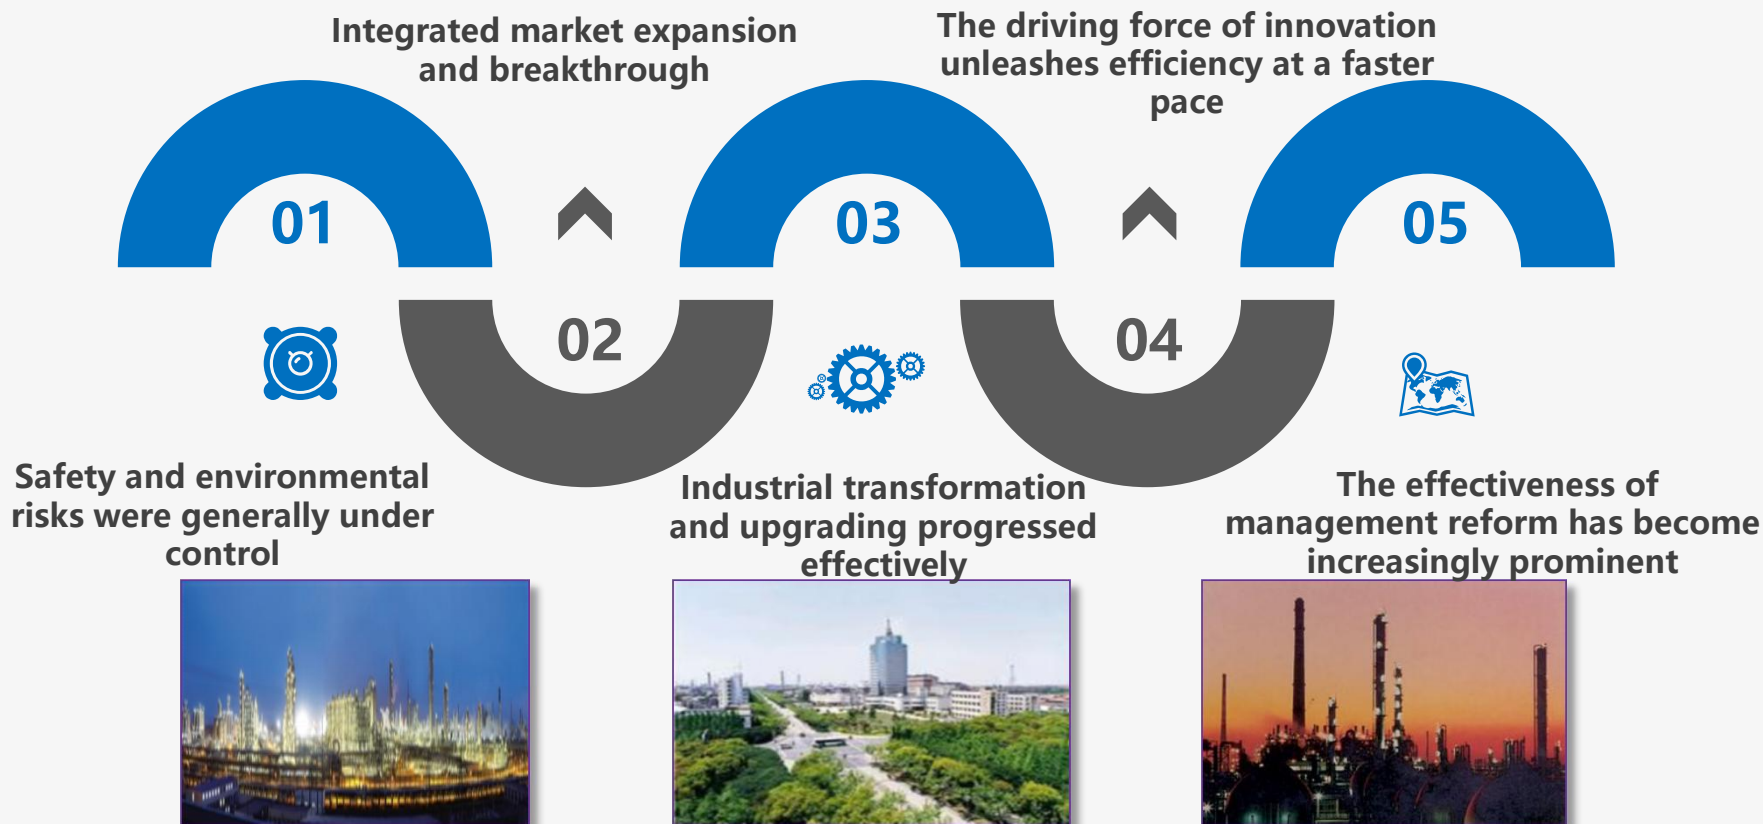 Integrated market expansion
and breakthrough
The driving force of innovation
unleashes efficiency at a faster
pace
01
02
03
04
05
Safety and environmental
risks were generally under
control
Industrial transformation
and upgrading progressed
effectively
The effectiveness of
management reform has become
increasingly prominent